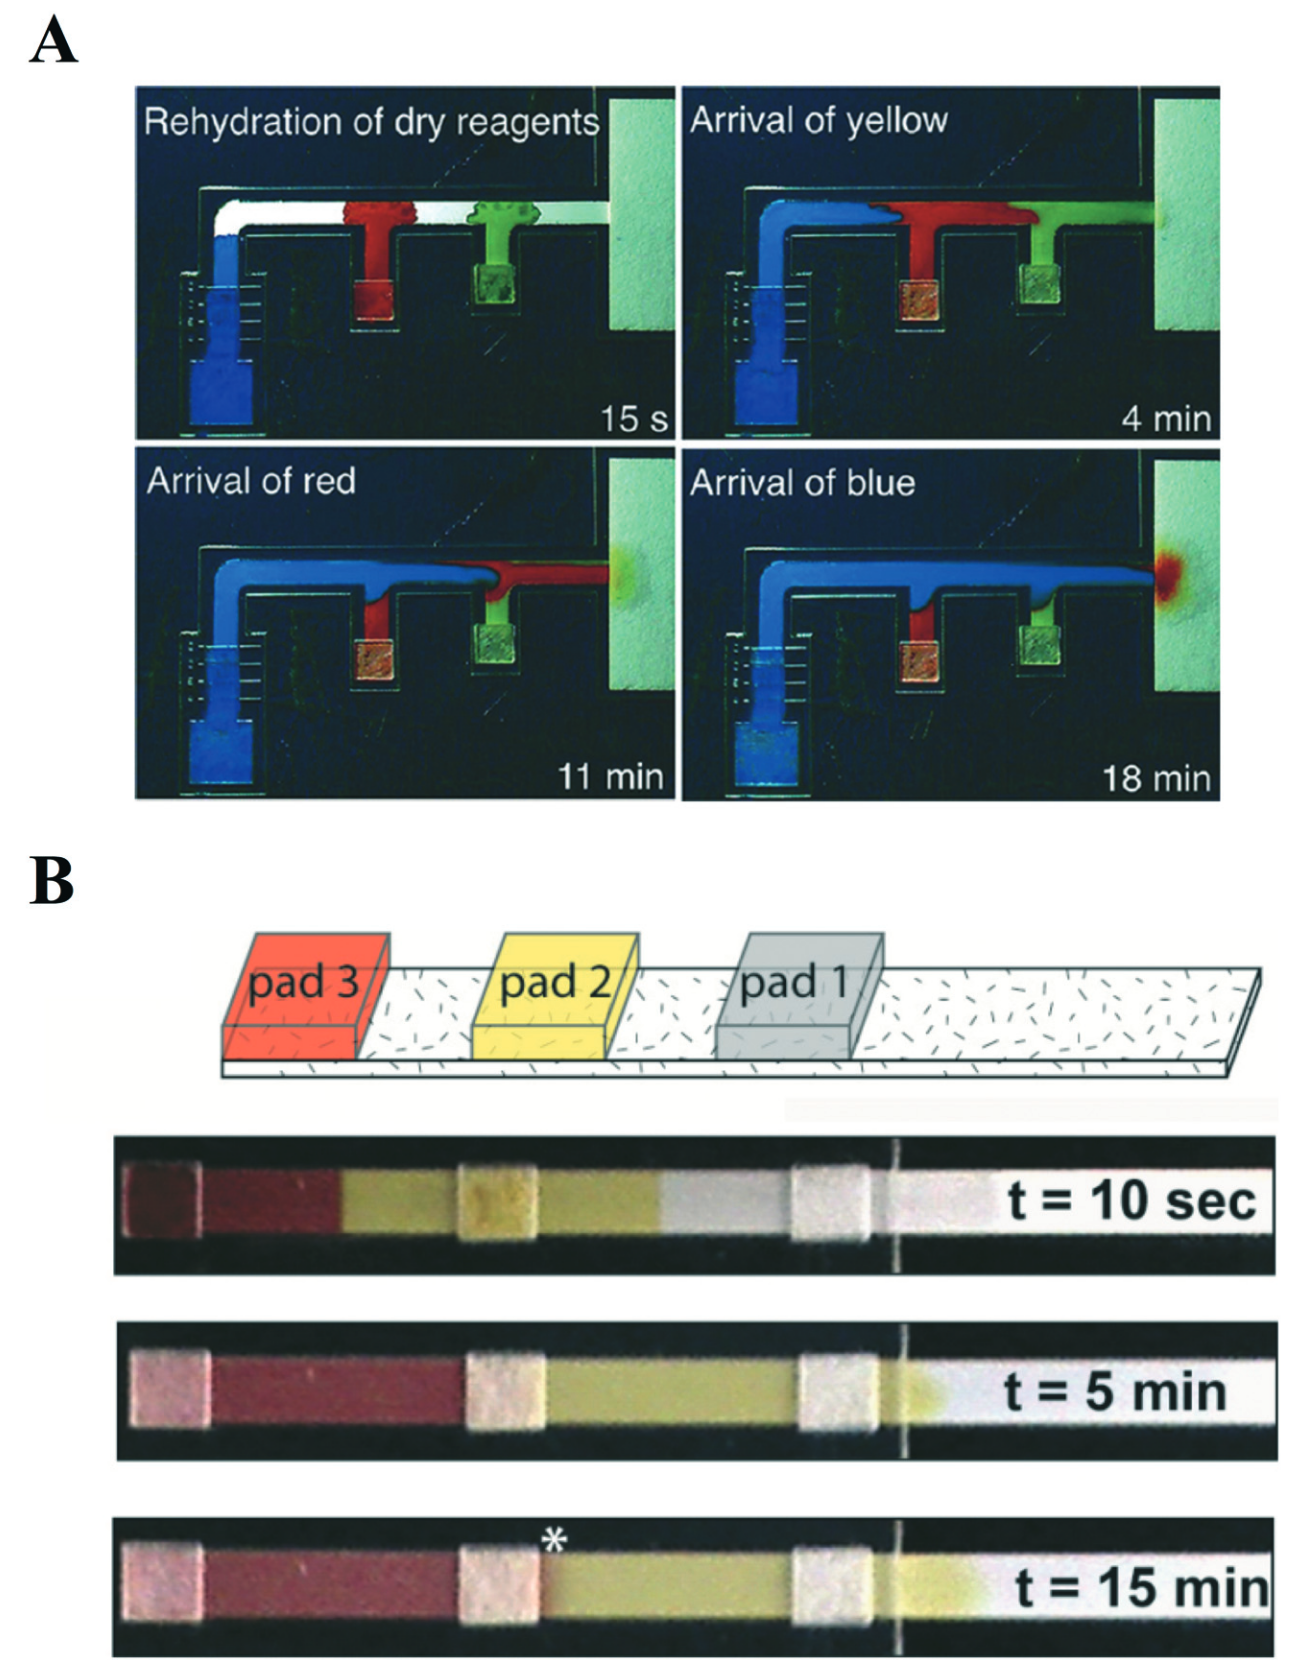 A
Rehydration of dry reagents
15 s
Arrival of yellow
4 min
Arrival of red
11 min
Arrival of blue
18 min
B
pad 3 pad 2 pad 1
t = 10 sec
t = 5 min
*
t = 15 min